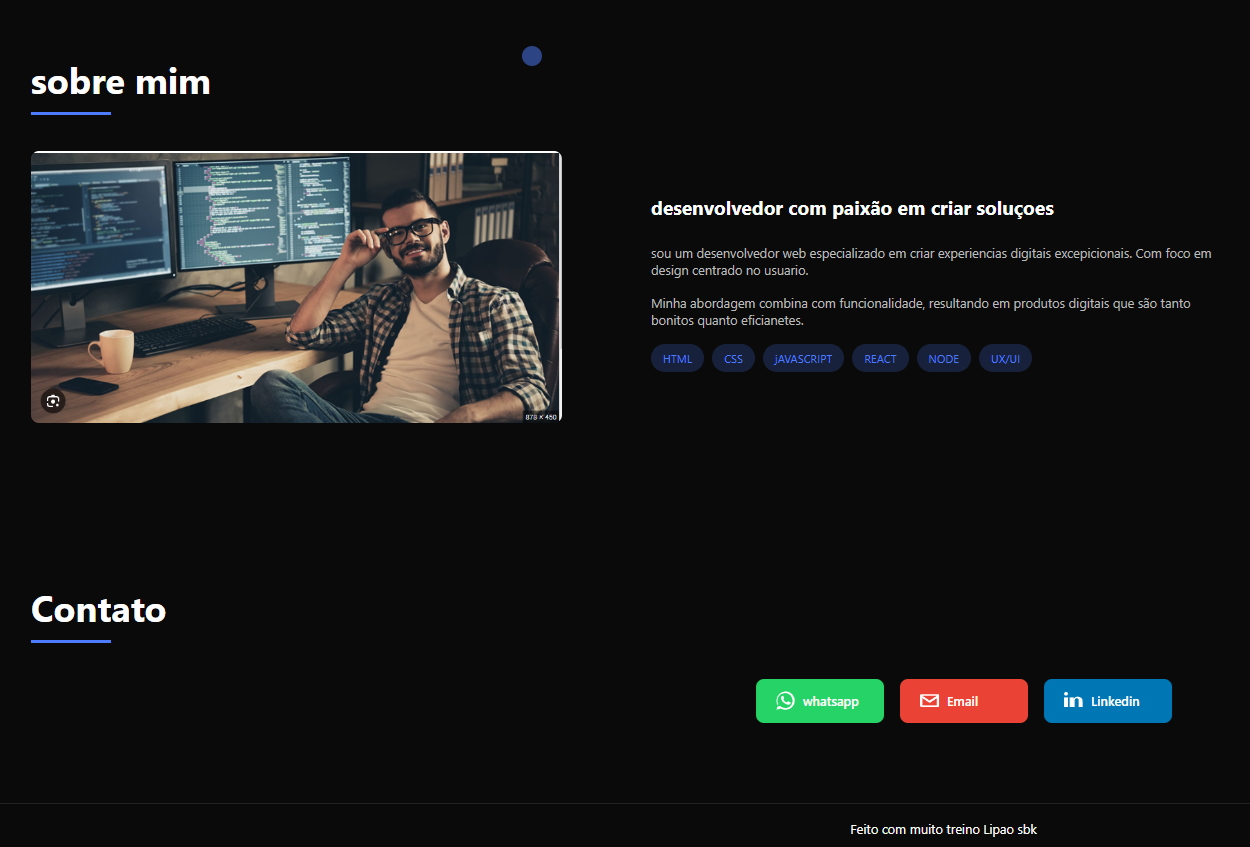 sobre mim
878 × 450
desenvolvedor com paixão em criar soluçoes
sou um desenvolvedor web especializado em criar experiencias digitais excepicionais. Com foco em
design centrado no usuario.
Minha abordagem combina com funcionalidade, resultando em produtos digitais que são tanto
bonitos quanto eficianetes.
HTML CSS jAVASCRIPT REACT NODE UX/UI
Contato
whatsapp Email Linkedin
Feito com muito treino Lipao sbk